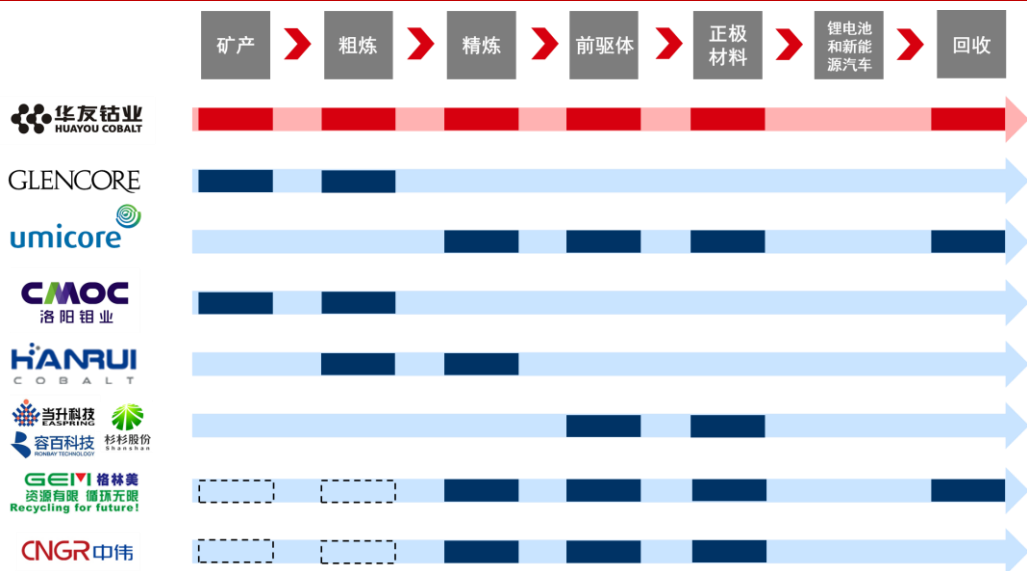 矿产
粗炼
精炼
前驱体
正极
材料
锂电池
和新能
源汽车
回收
华友钴业
HUAYOU COBALT
GLENCORE
umicore
CMOC
洛阳钼业
HANRUI
COBALT
当升科技
EASPRING
杉杉股份
Shanshan
容百科技
RONBAY TECHNOLOGY
GEM 格林美
资源有限 循环无限
Recycling for future!
CNGR中伟